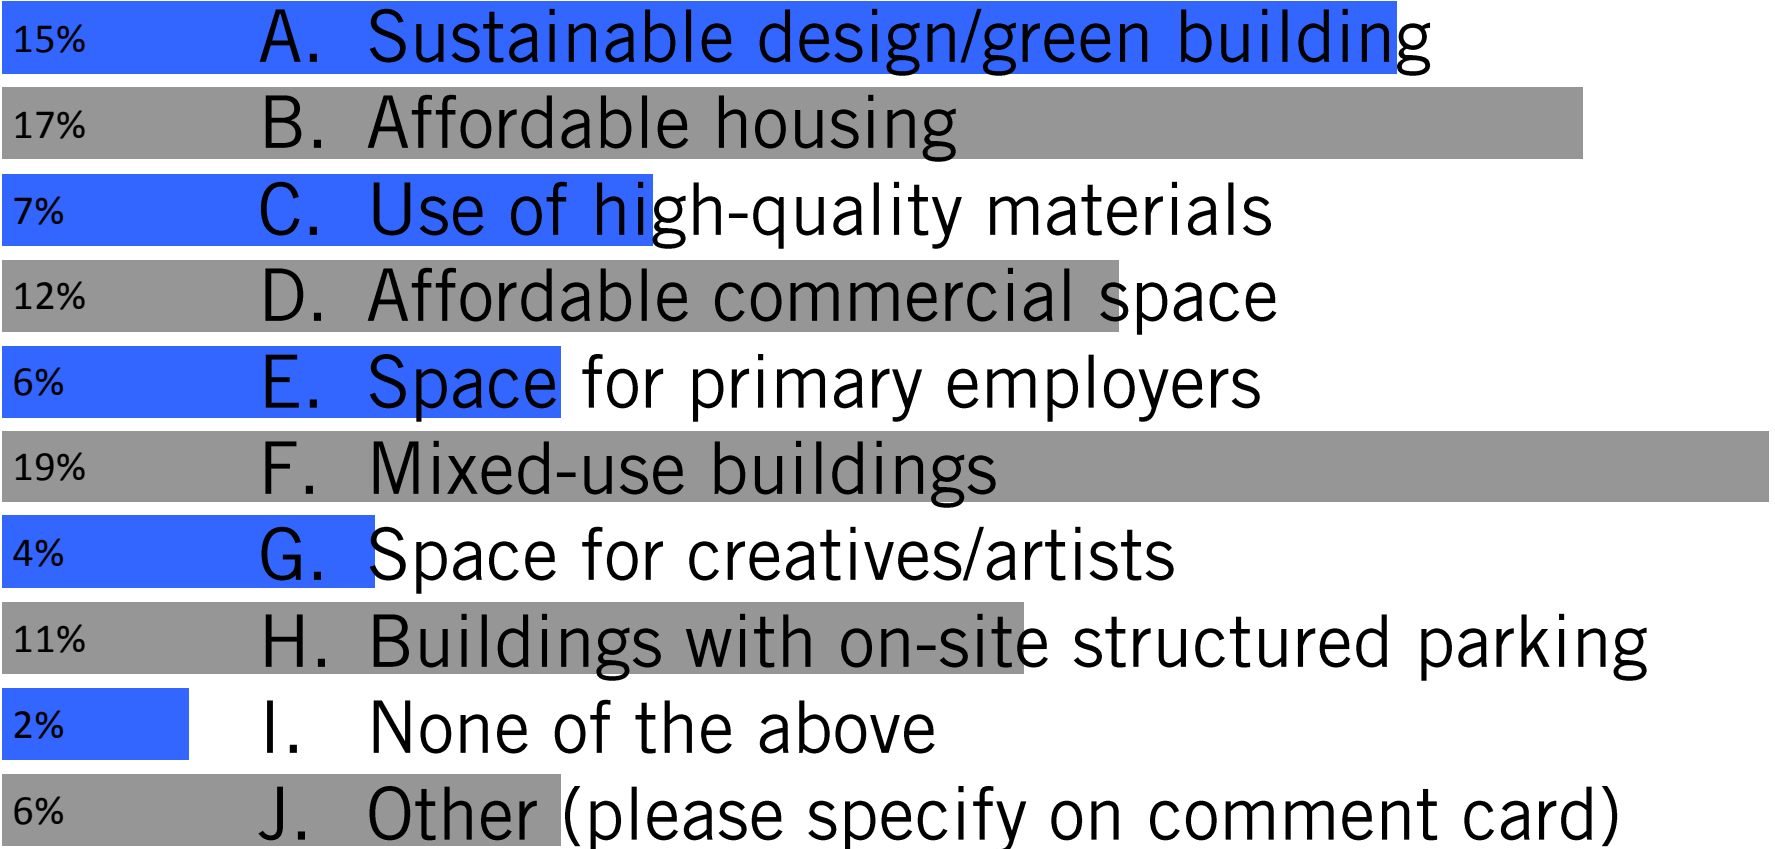 15% A. Sustainable design/green building
17% B. Affordable housing
7% C. Use of high-quality materials
12% D. Affordable commercial space
6% E. Space for primary employers
19% F. Mixed-use buildings
4% G. Space for creatives/artists
11% H. Buildings with on-site structured parking
2% I. None of the above
6% J. Other (please specify on comment card)